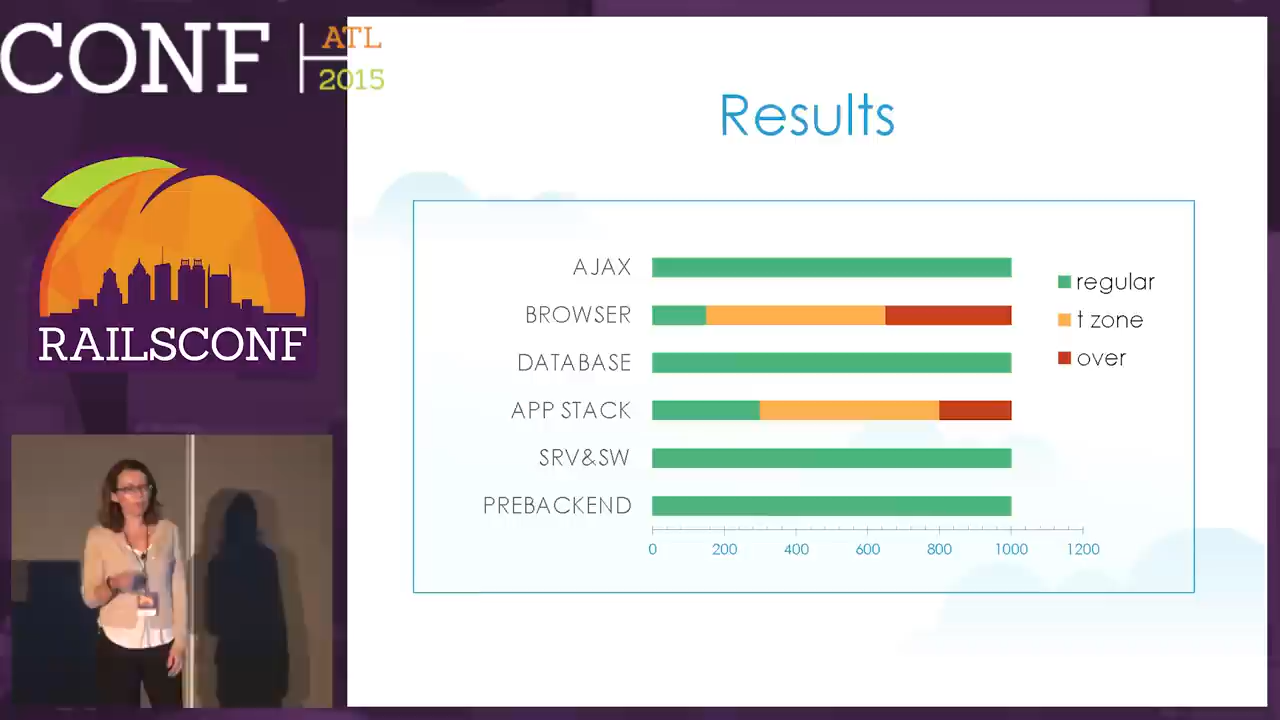 CONF
ATL
2015
RAILSCONF
Results
AJAX
BROWSER
DATABASE
APP STACK
SRV&SW
PREBACKEND
0 200 400 600 800 1000 1200
regular
t zone
over